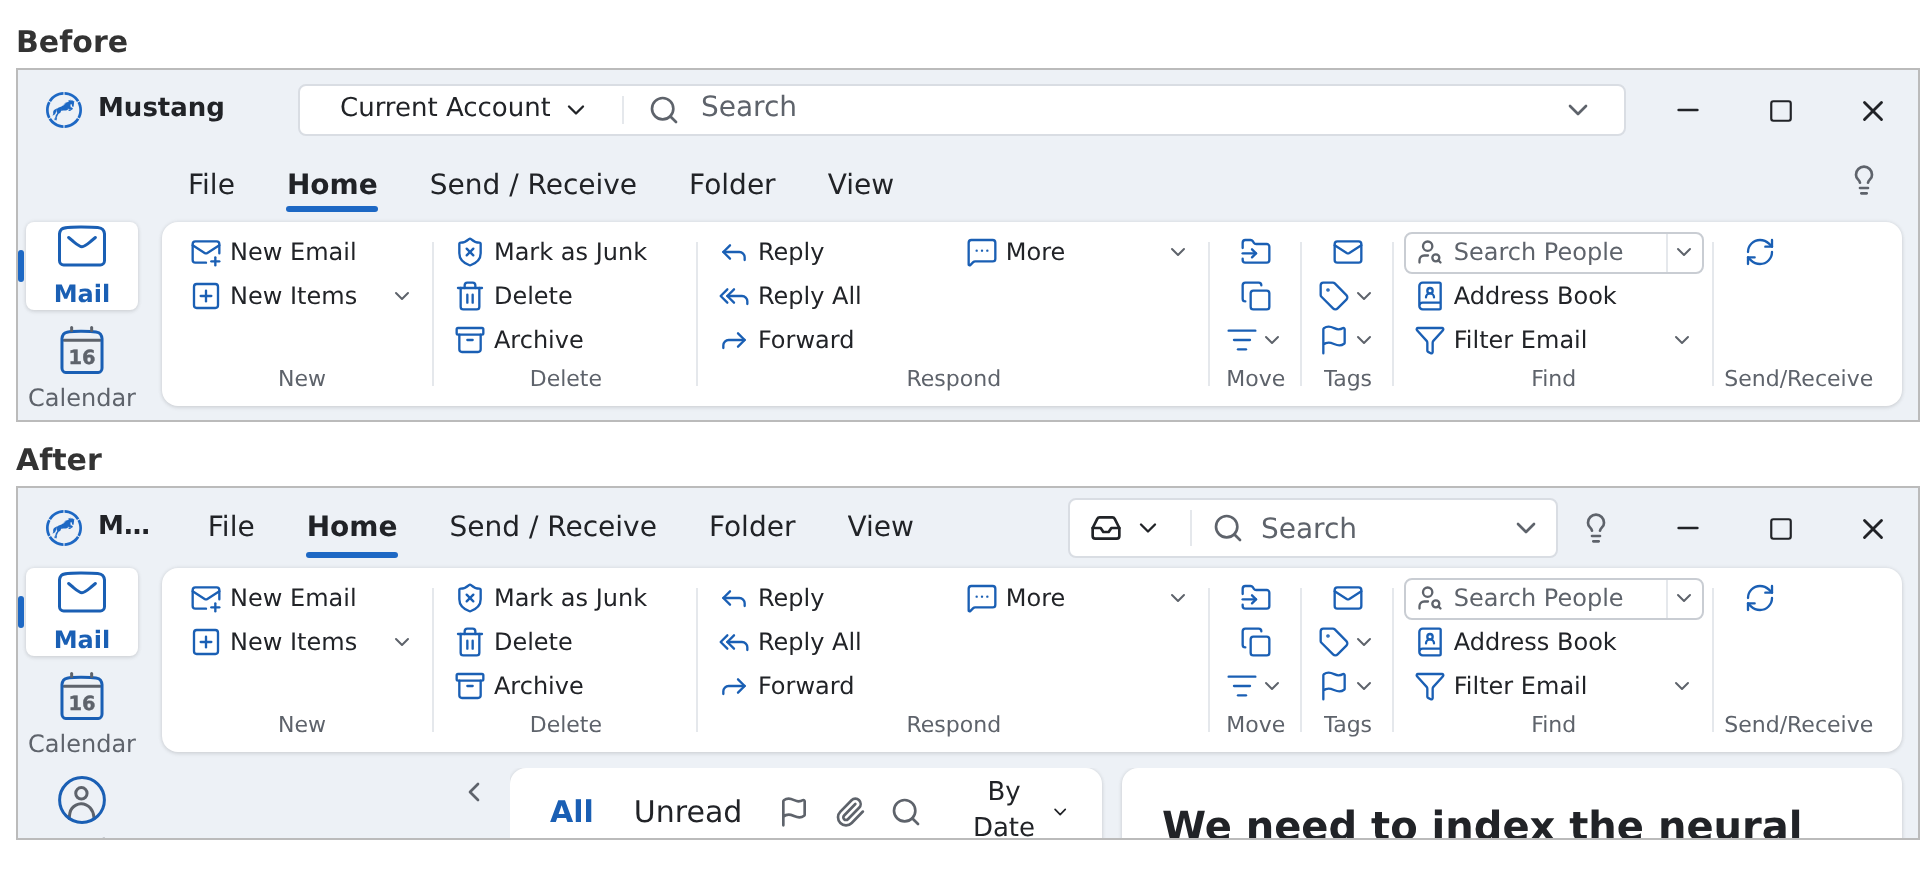 Before
Mustang
Current Account
Search
File Home Send / Receive Folder View
New Email Mark as Junk Reply More Search People
Mail New Items Delete Reply All Address Book
16 Archive Forward Filter Email
Calendar New Delete Respond Move Tags Find Send/Receive
After
M... File Home Send / Receive Folder View Search
New Email Mark as Junk Reply More Search People
Mail New Items Delete Reply All Address Book
16 Archive Forward Filter Email
Calendar New Delete Respond Move Tags Find Send/Receive
All Unread By Date
We need to index the neural